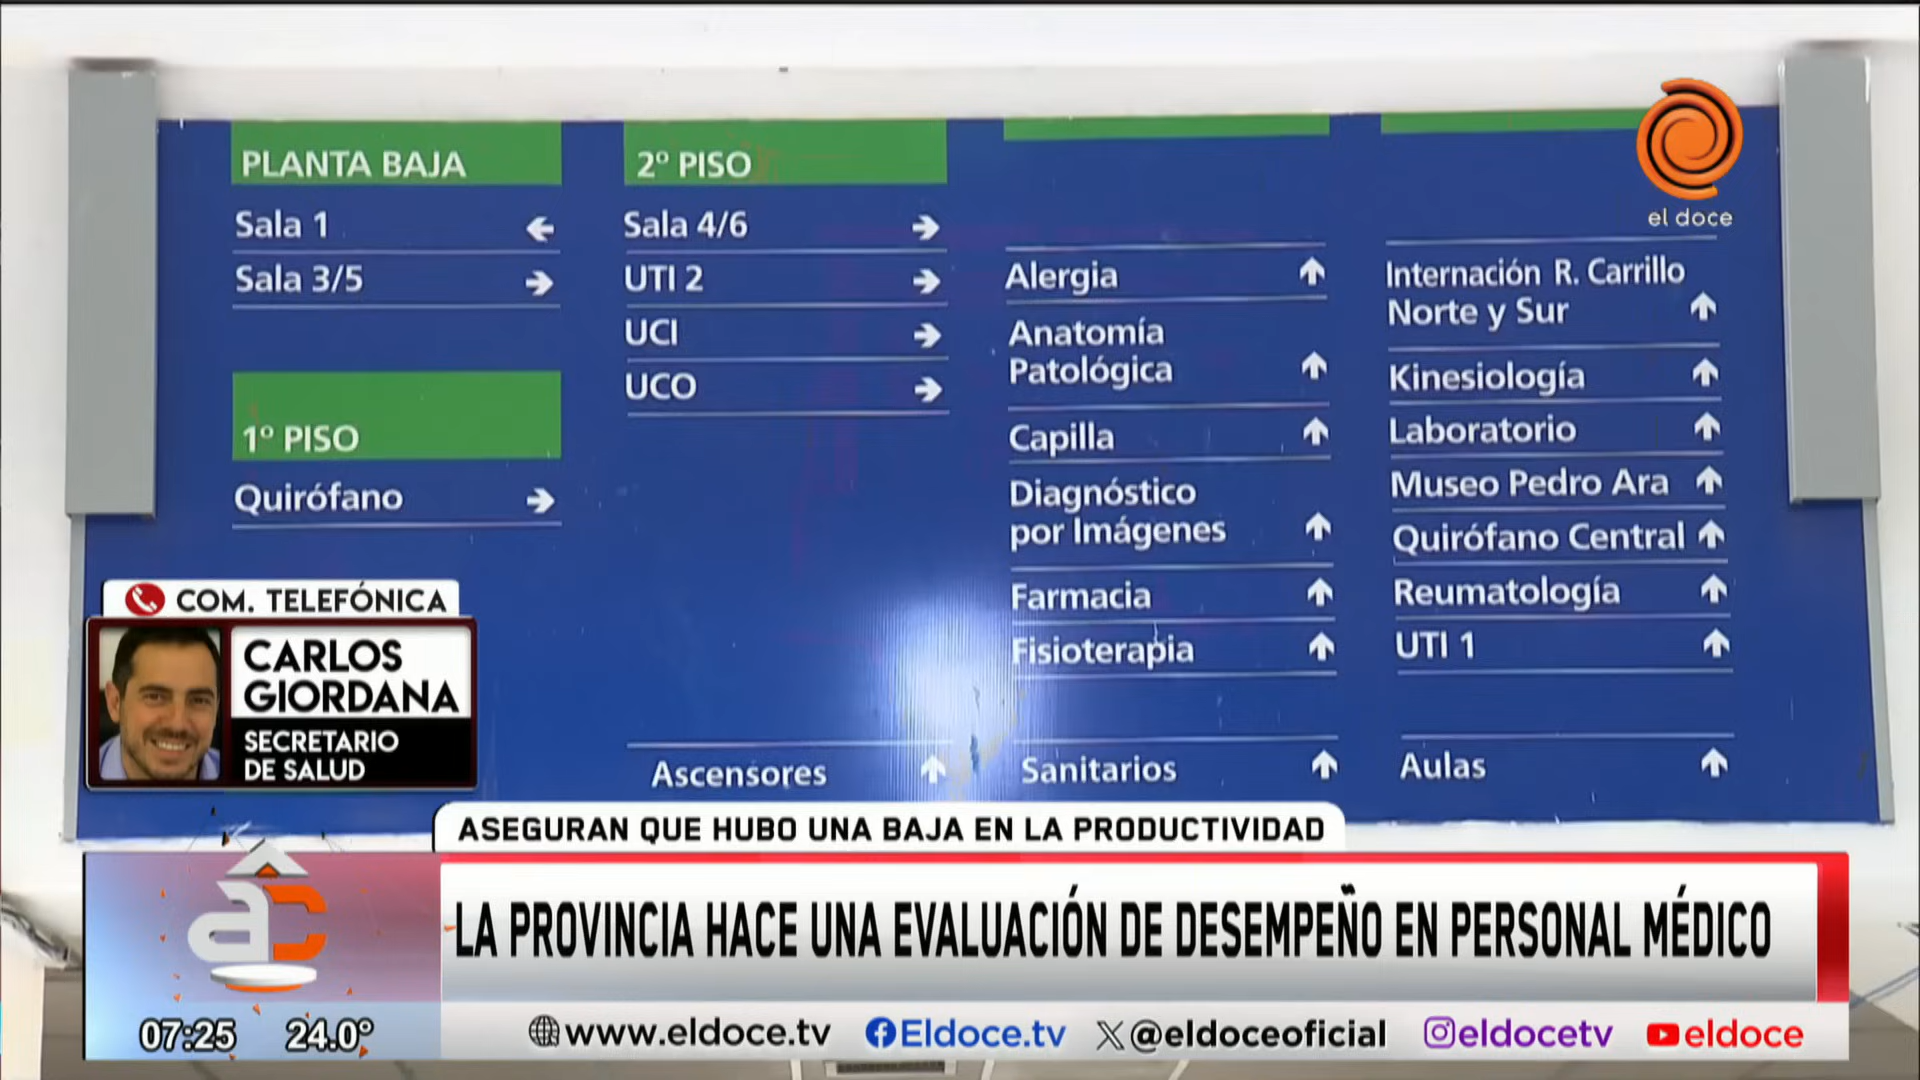 PLANTA BAJA
Sala 1
Sala 3/5
1º PISO
Quirófano
2º PISO
Sala 4/6
UTI 2
UCI
UCO
Ascensores
Alergia
Anatomía
Patológica
Capilla
Diagnóstico
por Imágenes
Farmacia
Fisioterapia
Sanitarios
Internación R. Carrillo
Norte y Sur
Kinesiología
Laboratorio
Museo Pedro Ara
Quirófano Central
Reumatología
UTI 1
Aulas
el doce
COM. TELEFÓNICA
CARLOS
GIORDANA
SECRETARIO
DE SALUD
ASEGURAN QUE HUBO UNA BAJA EN LA PRODUCTIVIDAD
LA PROVINCIA HACE UNA EVALUACIÓN DE DESEMPEÑO EN PERSONAL MÉDICO
ac
07:25 24.0° www.eldoce.tv Eldoce.tv @eldoceoficial eldocetv eldoce